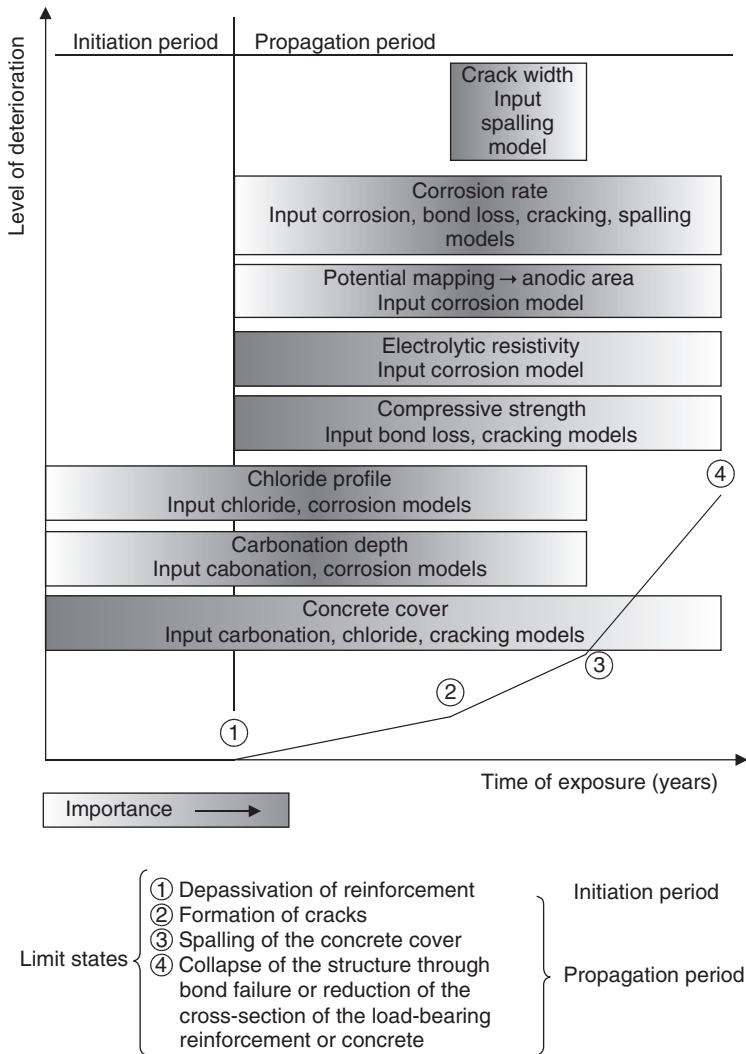 Level of deterioration
Initiation period
Propagation period
Crack width
Input
spalling
model
Corrosion rate
Input corrosion, bond loss, cracking, spalling
models
Potential mapping → anodic area
Input corrosion model
Electrolytic resistivity
Input corrosion model
Compressive strength
Input bond loss, cracking models
Chloride profile
Input chloride, corrosion models
Carbonation depth
Input cabonation, corrosion models
Concrete cover
Input carbonation, chloride, cracking models
①
②
③
④
Time of exposure (years)
Importance
Limit states
① Depassivation of reinforcement
② Formation of cracks
③ Spalling of the concrete cover
④ Collapse of the structure through
bond failure or reduction of the
cross-section of the load-bearing
reinforcement or concrete
Initiation period
Propagation period